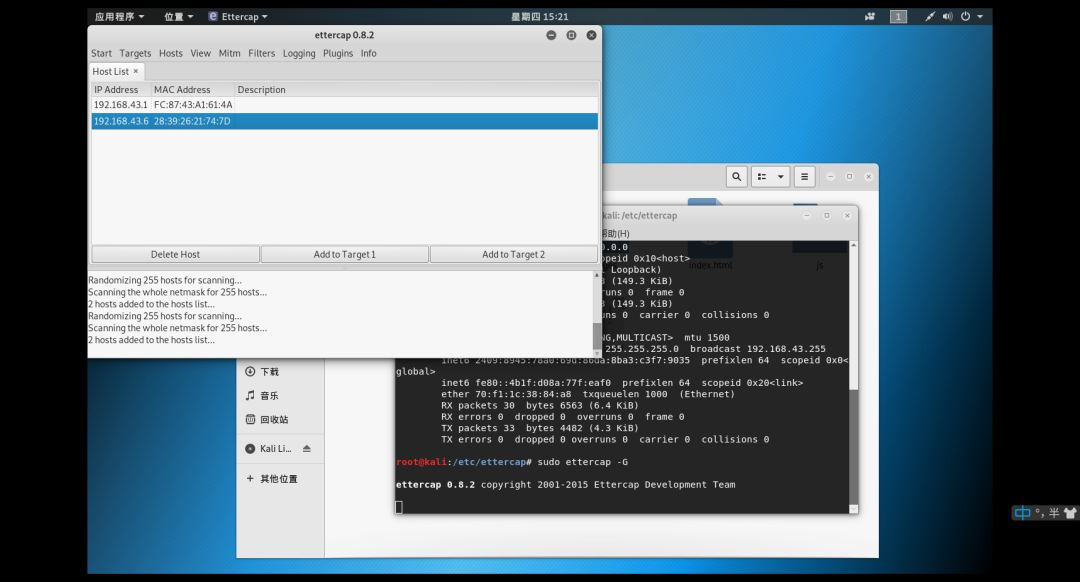 应用程序 位置 Ettercap 星期四 15:21 1
ettercap 0.8.2
Start Targets Hosts View Mitm Filters Logging Plugins Info
Host List ×
IP Address MAC Address Description
192.168.43.1 FC:87:43:A1:61:4A
192.168.43.6 28:39:26:21:74:7D
Delete Host Add to Target 1 Add to Target 2
Randomizing 255 hosts for scanning...
Scanning the whole netmask for 255 hosts...
2 hosts added to the hosts list...
Randomizing 255 hosts for scanning...
Scanning the whole netmask for 255 hosts...
2 hosts added to the hosts list...
下载
音乐
回收站
Kali Li...
+ 其他位置
kali: /etc/ettercap
助(H)
0.0.0
opeid 0x10<host>
Loopback)
(149.3 KiB)
uns 0 frame 0
(149.3 KiB)
uns 0 carrier 0 collisions 0
NG,MULTICAST> mtu 1500
255.255.255.0 broadcast 192.168.43.255
inet6 2409:8945:78a0:69d:86da:8ba3:c3f7:9035 prefixlen 64 scopeid 0x0<
global>
inet6 fe80::4b1f:d08a:77f:eaf0 prefixlen 64 scopeid 0x20<link>
ether 70:f1:1c:38:84:a8 txqueuelen 1000 (Ethernet)
RX packets 30 bytes 6563 (6.4 KiB)
RX errors 0 dropped 0 overruns 0 frame 0
TX packets 33 bytes 4482 (4.3 KiB)
TX errors 0 dropped 0 overruns 0 carrier 0 collisions 0
root@kali:/etc/ettercap# sudo ettercap -G
ettercap 0.8.2 copyright 2001-2015 Ettercap Development Team
index.html
js
中 °, 半